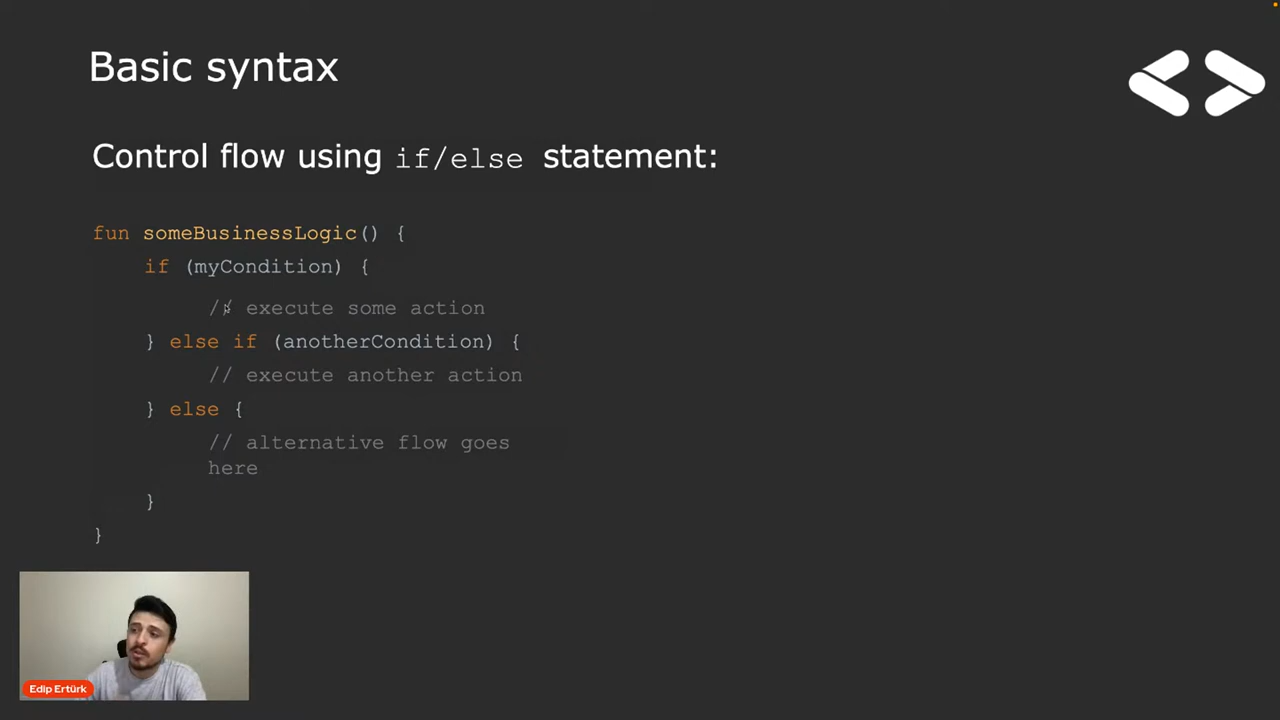 Basic syntax
Control flow using if/else statement:
fun someBusinessLogic() {
if (myCondition) {
// execute some action
} else if (anotherCondition) {
// execute another action
} else {
// alternative flow goes
here
}
}
Edip Ertürk